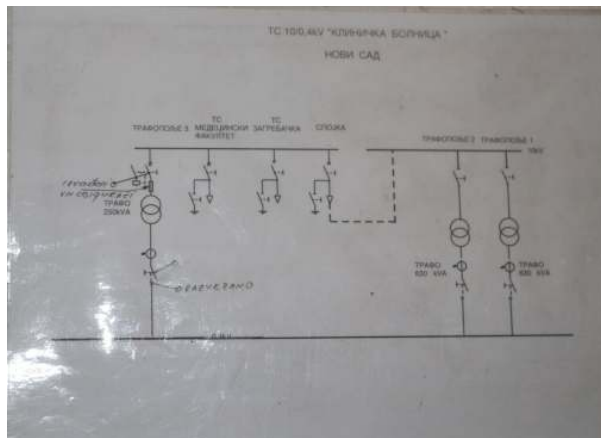 ТС 10/0,4kV "КЛИНИЧКА БОЛНИЦА"
НОВИ САД
ТРАФОПОЉЕ 3
ТС
МЕДЕЦИНСКИ
ФАКУЛТЕТ
ТС
ЗАГРЕБАЧКА
СПОЈКА
ТРАФОПОЉЕ 2
ТРАФОПОЉЕ 1
ТРАФО
250kVA
ТРАФО
630 kVA
ТРАФО
630 kVA